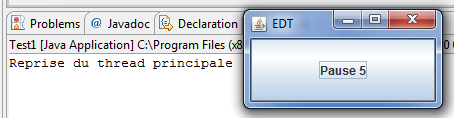 Problems @ Javadoc Declaration
EDT
Test1 [Java Application] C:\Program Files (x8
Reprise du thread principale
Pause 5